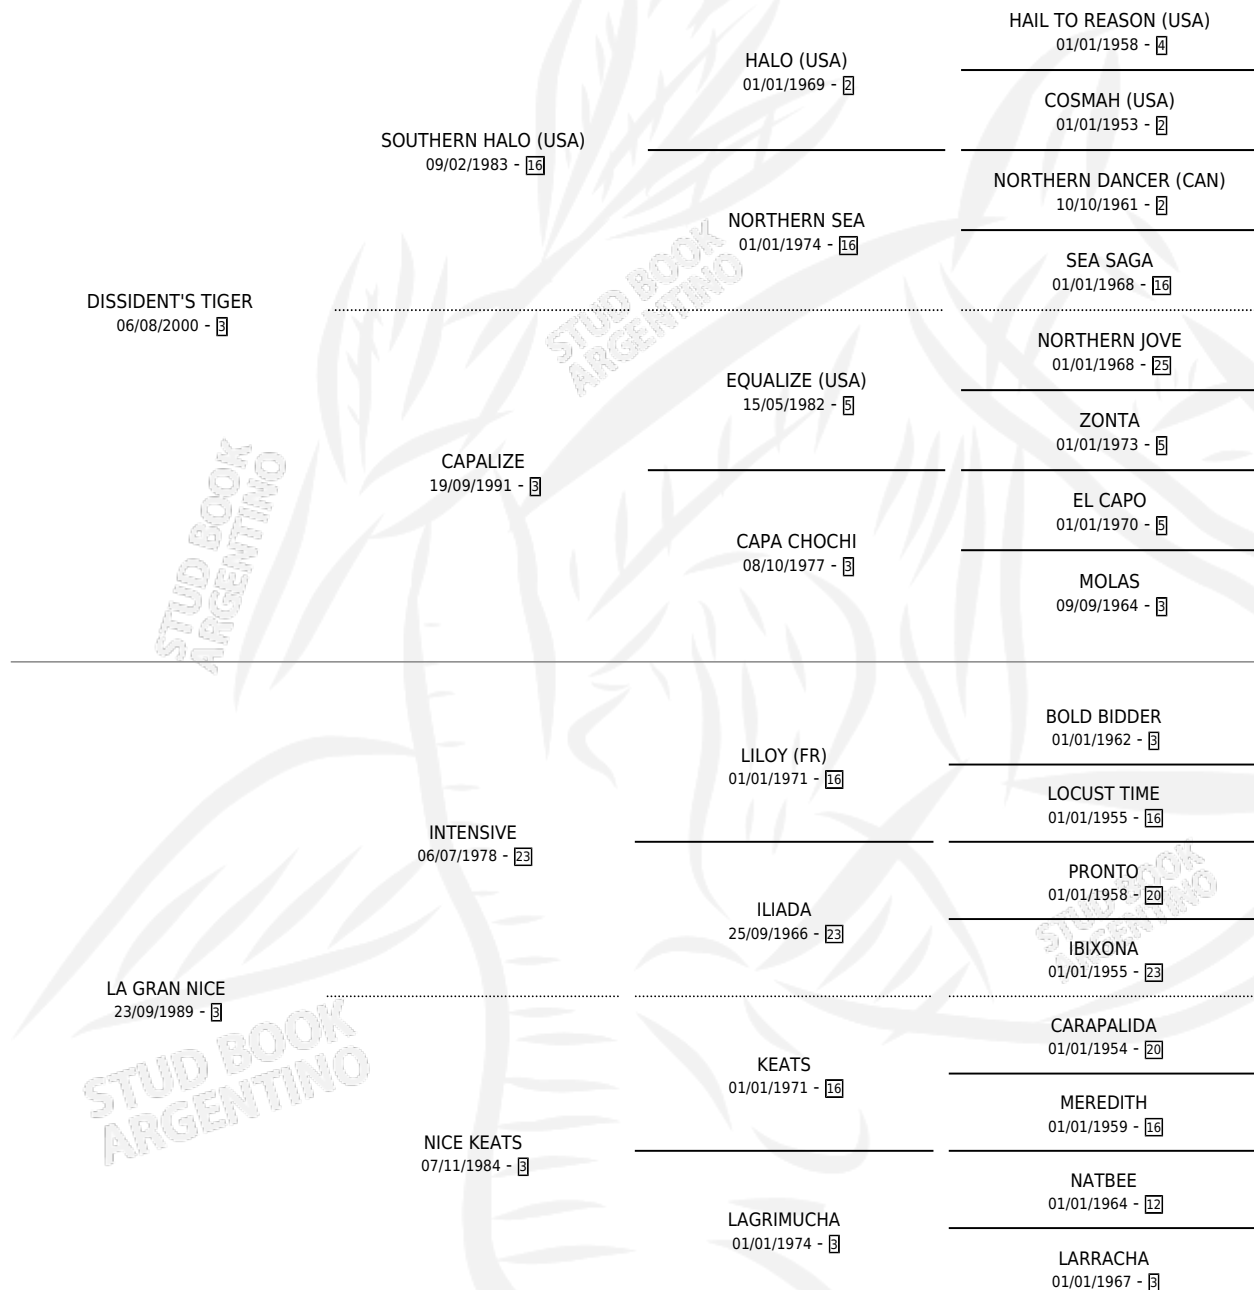 HAIL TO REASON (USA)
01/01/1958 - 4
HALO (USA)
01/01/1969 - 2
COSMAH (USA)
01/01/1953 - 2
SOUTHERN HALO (USA)
09/02/1983 - 16
NORTHERN DANCER (CAN)
10/10/1961 - 2
NORTHERN SEA
01/01/1974 - 16
SEA SAGA
01/01/1968 - 16
DISSIDENT'S TIGER
06/08/2000 - 3
NORTHERN JOVE
01/01/1968 - 25
EQUALIZE (USA)
15/05/1982 - 5
ZONTA
01/01/1973 - 5
CAPALIZE
19/09/1991 - 3
EL CAPO
01/01/1970 - 5
CAPA CHOCHI
08/10/1977 - 3
MOLAS
09/09/1964 - 3
BOLD BIDDER
01/01/1962 - 3
LILOY (FR)
01/01/1971 - 16
LOCUST TIME
01/01/1955 - 16
INTENSIVE
06/07/1978 - 23
PRONTO
01/01/1958 - 20
ILIADA
25/09/1966 - 23
IBIXONA
01/01/1955 - 23
LA GRAN NICE
23/09/1989 - 3
CARAPALIDA
01/01/1954 - 20
KEATS
01/01/1971 - 16
MEREDITH
01/01/1959 - 16
NICE KEATS
07/11/1984 - 3
NATBEE
01/01/1964 - 12
LAGRIMUCHA
01/01/1974 - 3
LARRACHA
01/01/1967 - 3
STUD BOOK
ARGENTINO
STUD BOOK
ARGENTINO
STUD BOOK
ARGENTINO
STUD BOOK
ARGENTINO